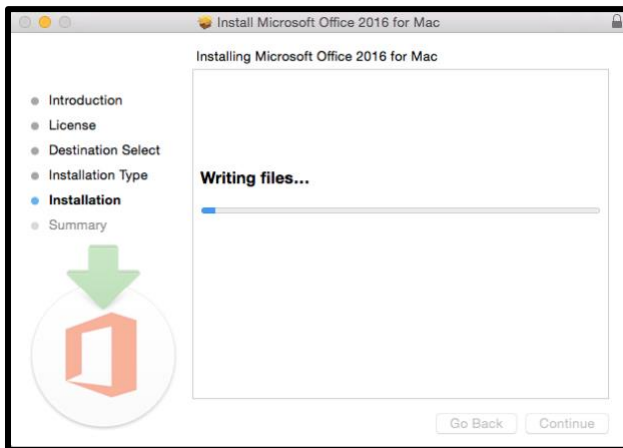 Install Microsoft Office 2016 for Mac
Installing Microsoft Office 2016 for Mac
Introduction
License
Destination Select
Installation Type
Installation
Summary
Writing files...
Go Back
Continue